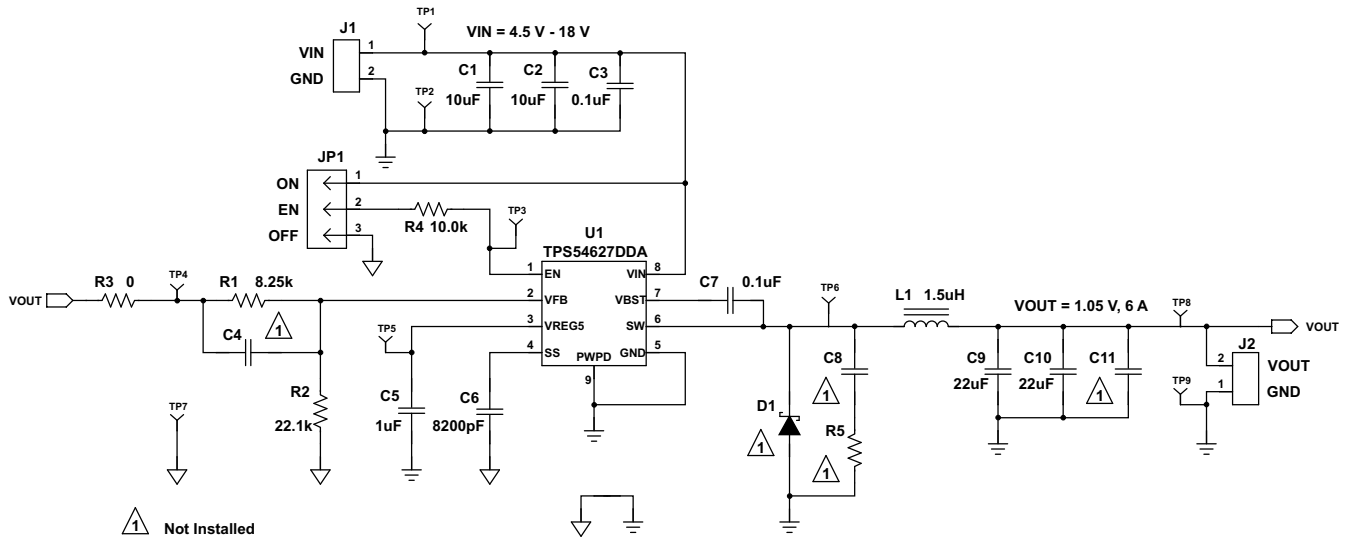 TP1
J1
VIN = 4.5 V - 18 V
VIN
1
GND
2
C1
10uF
C2
10uF
C3
0.1uF
TP2
JP1
ON
1
EN
2
OFF
3
R4 10.0k
TP3
U1
TPS54627DDA
1
EN
VIN
8
2
VFB
VBST
7
3
VREG5
SW
6
4
SS
GND
5
PWPD
9
C7
0.1uF
VOUT
R3 0
TP4
R1 8.25k
1
C4
R2
22.1k
TP5
C5
1uF
C6
8200pF
TP7
TP6
L1 1.5uH
VOUT = 1.05 V, 6 A
TP8
VOUT
C8
1
D1
1
R5
1
C9
22uF
C10
22uF
C11
1
J2
2
VOUT
TP9
1
GND
1 Not Installed